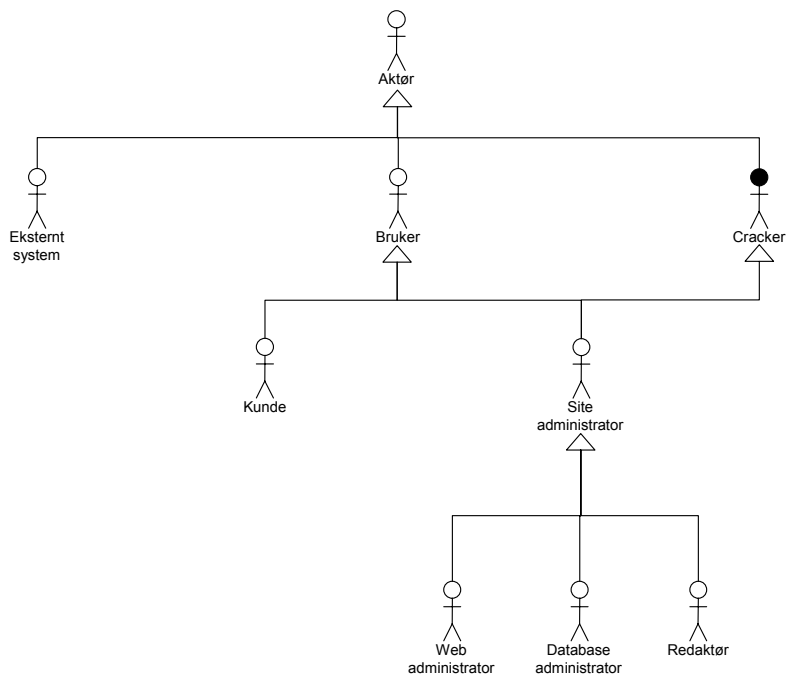 Aktør
Eksternt
system
Bruker
Cracker
Kunde
Site
administrator
Web
administrator
Database
administrator
Redaktør